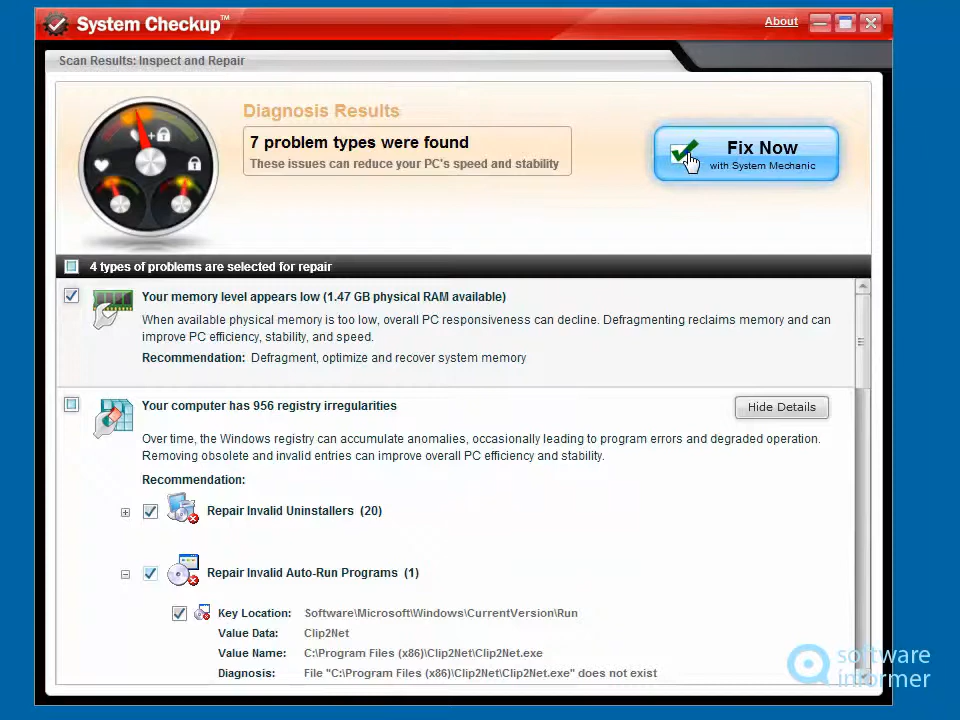 System Checkup™
About
Scan Results: Inspect and Repair
Diagnosis Results
7 problem types were found
These issues can reduce your PC's speed and stability
Fix Now
with System Mechanic
4 types of problems are selected for repair
Your memory level appears low (1.47 GB physical RAM available)
When available physical memory is too low, overall PC responsiveness can decline. Defragmenting reclaims memory and can
improve PC efficiency, stability, and speed.
Recommendation: Defragment, optimize and recover system memory
Your computer has 956 registry irregularities
Hide Details
Over time, the Windows registry can accumulate anomalies, occasionally leading to program errors and degraded operation.
Removing obsolete and invalid entries can improve overall PC efficiency and stability.
Recommendation:
Repair Invalid Uninstallers (20)
Repair Invalid Auto-Run Programs (1)
Key Location: Software\Microsoft\Windows\CurrentVersion\Run
Value Data: Clip2Net
Value Name: C:\Program Files (x86)\Clip2Net\Clip2Net.exe
Diagnosis: File "C:\Program Files (x86)\Clip2Net\Clip2Net.exe" does not exist
software
informer